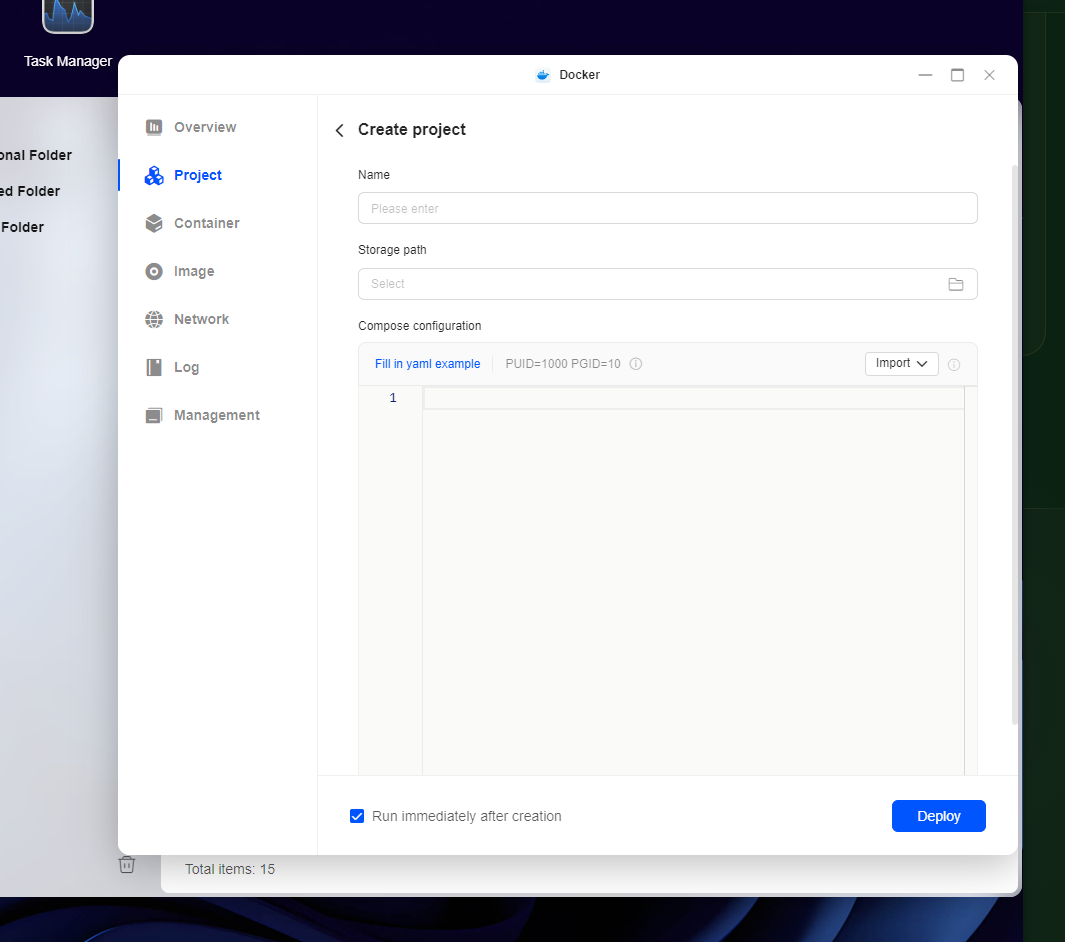 Task Manager
Docker
onal Folder
ed Folder
Folder
Overview
Project
Container
Image
Network
Log
Management
Create project
Name
Please enter
Storage path
Select
Compose configuration
Fill in yaml example
PUID=1000 PGID=10
Import
1
Run immediately after creation
Deploy
Total items: 15